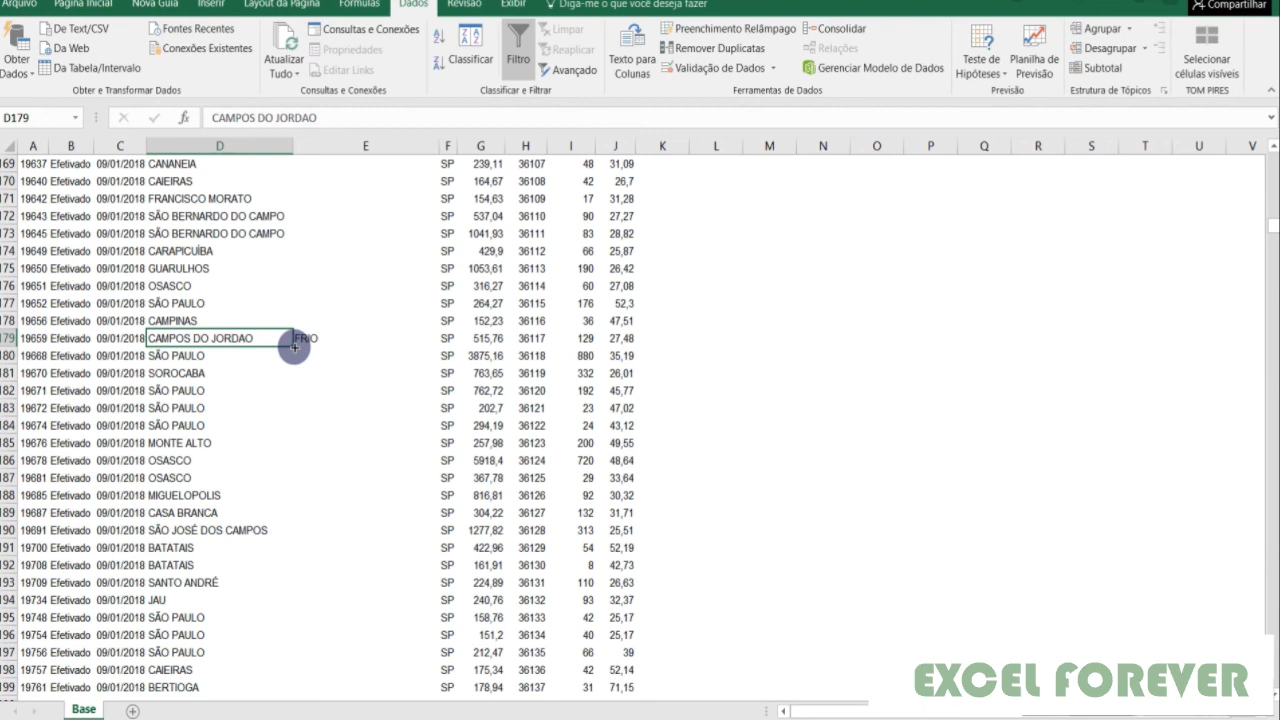 Arquivo Página Inicial Nova Guia Inserir Layout da Página Fórmulas Dados Revisão Exibir Diga-me o que você deseja fazer Compartilhar
Obter Dados
De Text/CSV
Da Web
Da Tabela/Intervalo
Fontes Recentes
Conexões Existentes
Obter e Transformar Dados
Atualizar Tudo
Consultas e Conexões
Propriedades
Editar Links
Consultas e Conexões
Classificar
Filtro
Limpar
Reaplicar
Avançado
Classificar e Filtrar
Texto para Colunas
Preenchimento Relâmpago
Remover Duplicatas
Validação de Dados
Consolidar
Relações
Gerenciar Modelo de Dados
Ferramentas de Dados
Teste de Hipóteses
Planilha de Previsão
Previsão
Agrupar
Desagrupar
Subtotal
Estrutura de Tópicos
Selecionar células visíveis
TOM PIRES
D179 fx CAMPOS DO JORDAO
A B C D E F G H I J K L M N O P Q R S T U V
169 19637 Efetivado 09/01/2018 CANANEIA SP 239,11 36107 48 31,09
170 19640 Efetivado 09/01/2018 CAIEIRAS SP 164,67 36108 42 26,7
171 19642 Efetivado 09/01/2018 FRANCISCO MORATO SP 154,63 36109 17 31,28
172 19643 Efetivado 09/01/2018 SÃO BERNARDO DO CAMPO SP 537,04 36110 90 27,27
173 19645 Efetivado 09/01/2018 SÃO BERNARDO DO CAMPO SP 1041,93 36111 83 28,82
174 19649 Efetivado 09/01/2018 CARAPICUÍBA SP 429,9 36112 66 25,87
175 19650 Efetivado 09/01/2018 GUARULHOS SP 1053,61 36113 190 26,42
176 19651 Efetivado 09/01/2018 OSASCO SP 316,27 36114 60 27,08
177 19652 Efetivado 09/01/2018 SÃO PAULO SP 264,27 36115 176 52,3
178 19656 Efetivado 09/01/2018 CAMPINAS SP 152,23 36116 36 47,51
179 19659 Efetivado 09/01/2018 CAMPOS DO JORDAO FRIO SP 515,76 36117 129 27,48
180 19668 Efetivado 09/01/2018 SÃO PAULO SP 3875,16 36118 880 35,19
181 19670 Efetivado 09/01/2018 SOROCABA SP 763,65 36119 332 26,01
182 19671 Efetivado 09/01/2018 SÃO PAULO SP 762,72 36120 192 45,77
183 19672 Efetivado 09/01/2018 SÃO PAULO SP 202,7 36121 23 47,02
184 19674 Efetivado 09/01/2018 SÃO PAULO SP 294,19 36122 24 43,12
185 19676 Efetivado 09/01/2018 MONTE ALTO SP 257,98 36123 200 49,55
186 19678 Efetivado 09/01/2018 OSASCO SP 5918,4 36124 720 48,64
187 19681 Efetivado 09/01/2018 OSASCO SP 367,78 36125 29 33,64
188 19685 Efetivado 09/01/2018 MIGUELOPOLIS SP 816,81 36126 92 30,32
189 19687 Efetivado 09/01/2018 CASA BRANCA SP 304,22 36127 132 31,71
190 19691 Efetivado 09/01/2018 SÃO JOSÉ DOS CAMPOS SP 1277,82 36128 313 25,51
191 19700 Efetivado 09/01/2018 BATATAIS SP 422,96 36129 54 52,19
192 19708 Efetivado 09/01/2018 BATATAIS SP 161,91 36130 8 42,73
193 19709 Efetivado 09/01/2018 SANTO ANDRÉ SP 224,89 36131 110 26,63
194 19734 Efetivado 09/01/2018 JAU SP 240,76 36132 93 32,37
195 19748 Efetivado 09/01/2018 SÃO PAULO SP 158,76 36133 42 25,17
196 19754 Efetivado 09/01/2018 SÃO PAULO SP 151,2 36134 40 25,17
197 19756 Efetivado 09/01/2018 SÃO PAULO SP 212,47 36135 66 39
198 19757 Efetivado 09/01/2018 CAIEIRAS SP 175,34 36136 42 52,14
199 19761 Efetivado 09/01/2018 BERTIOGA SP 178,94 36137 31 71,15
EXCEL FOREVER
Base